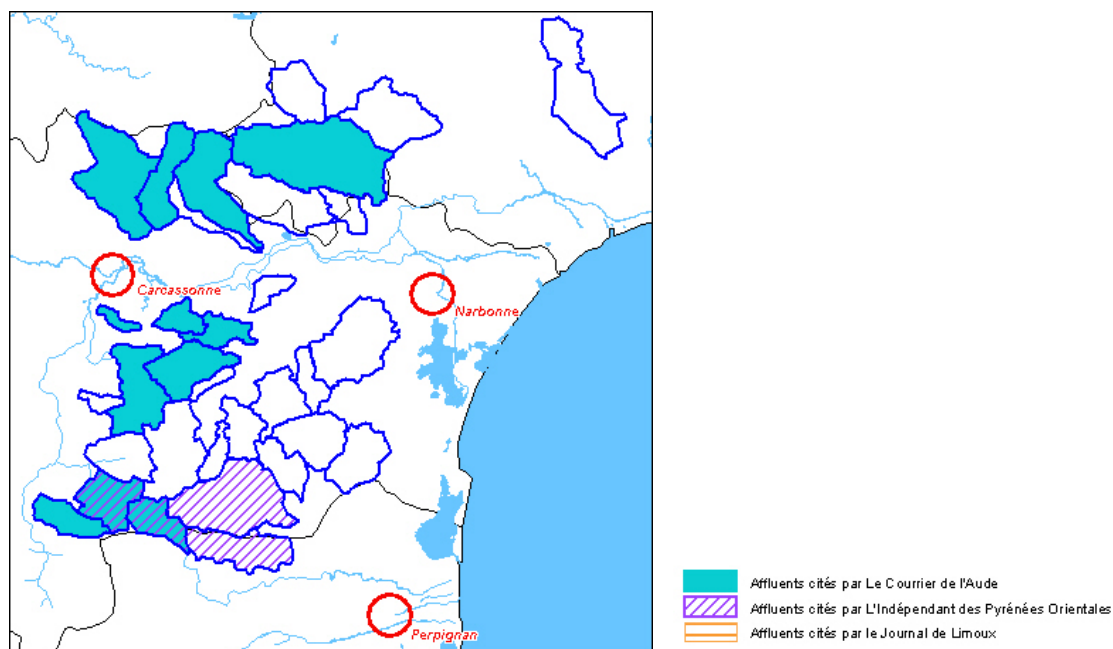 Carcassonne
Narbonne
Perpignan
Affluents cités par Le Courrier de l'Aude
Affluents cités par L'Indépendant des Pyrénées Orientales
Affluents cités par le Journal de Limoux